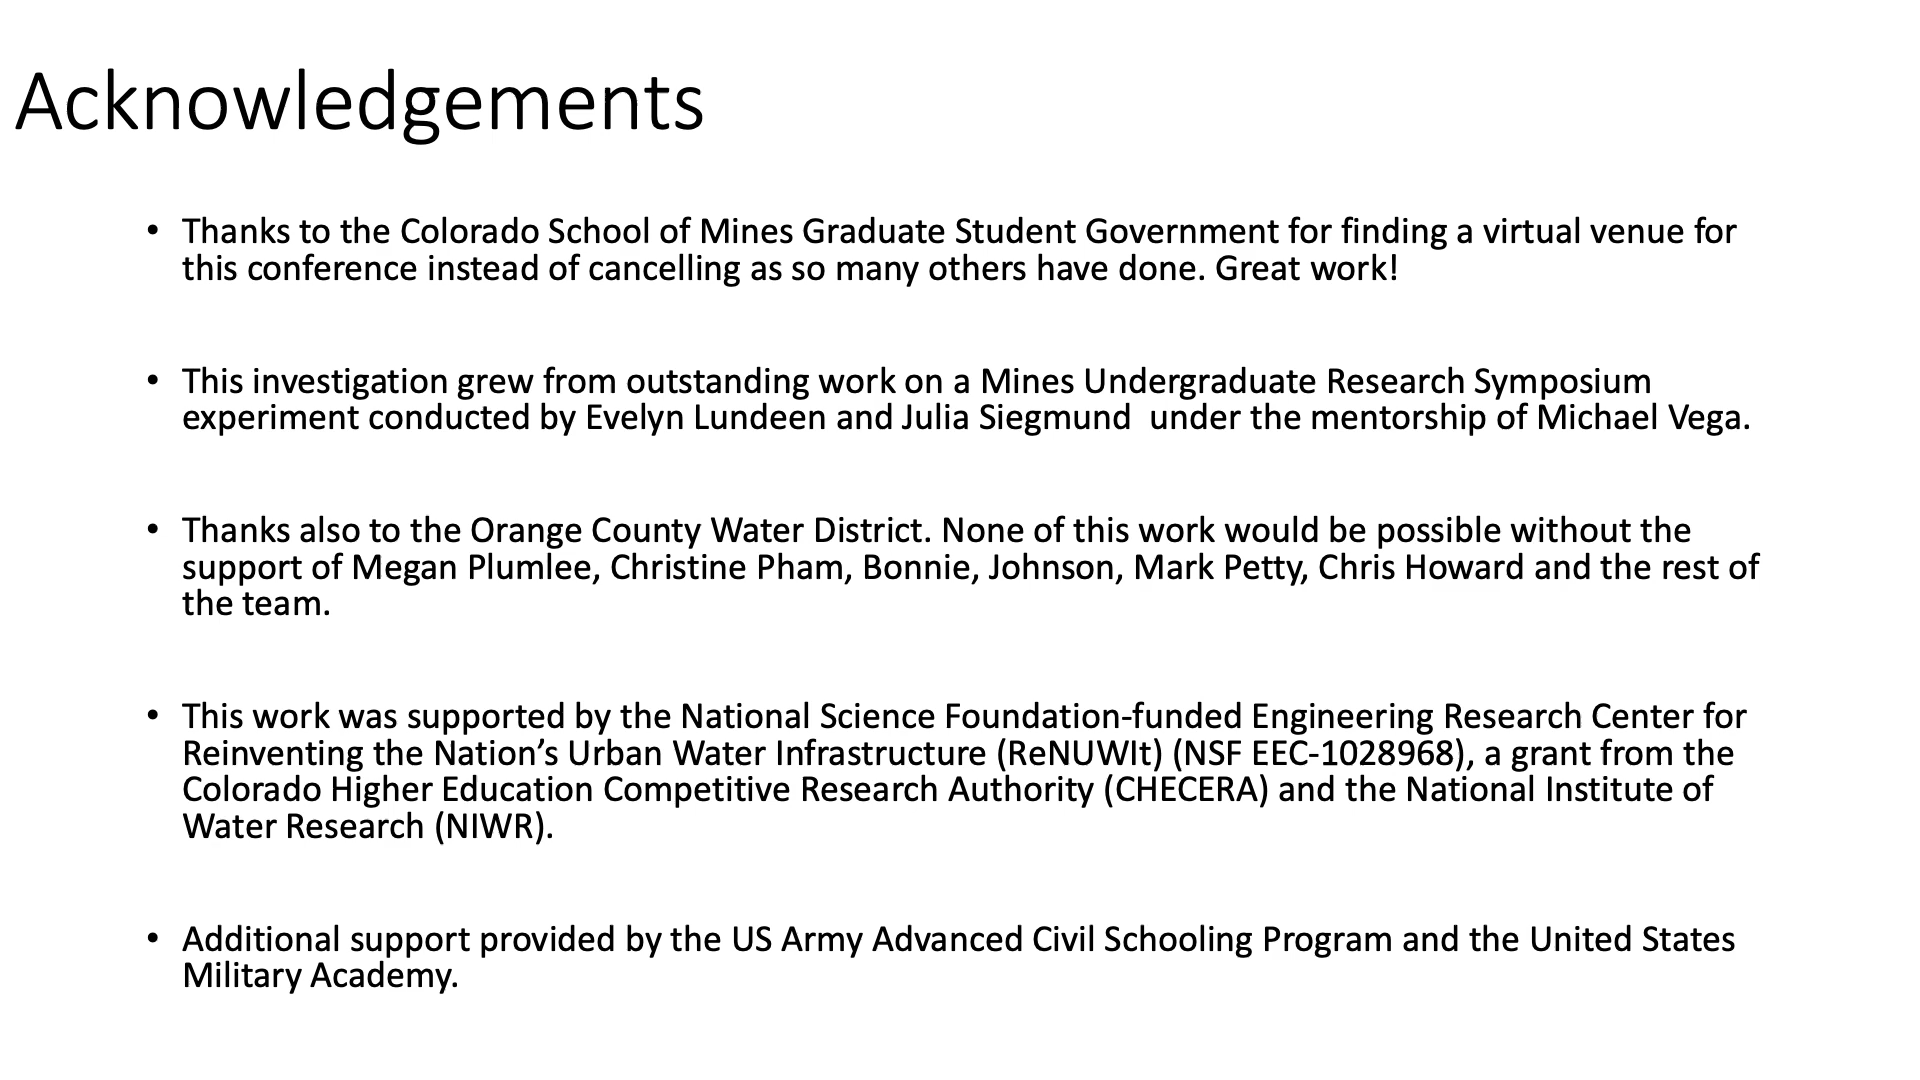 Acknowledgements
• Thanks to the Colorado School of Mines Graduate Student Government for finding a virtual venue for
this conference instead of cancelling as so many others have done. Great work!
• This investigation grew from outstanding work on a Mines Undergraduate Research Symposium
experiment conducted by Evelyn Lundeen and Julia Siegmund  under the mentorship of Michael Vega.
• Thanks also to the Orange County Water District. None of this work would be possible without the
support of Megan Plumlee, Christine Pham, Bonnie, Johnson, Mark Petty, Chris Howard and the rest of
the team.
• This work was supported by the National Science Foundation-funded Engineering Research Center for
Reinventing the Nation’s Urban Water Infrastructure (ReNUWIt) (NSF EEC-1028968), a grant from the
Colorado Higher Education Competitive Research Authority (CHECERA) and the National Institute of
Water Research (NIWR).
• Additional support provided by the US Army Advanced Civil Schooling Program and the United States
Military Academy.